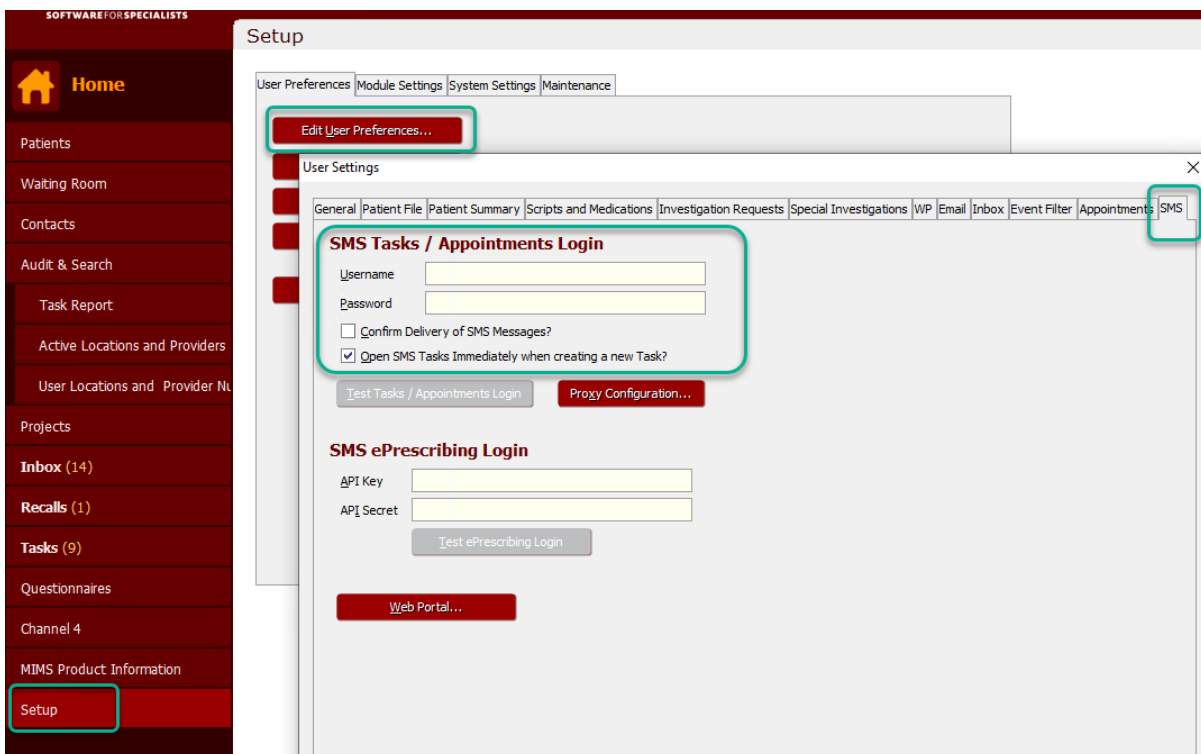 SOFTWAREFORSPECIALISTS
Setup
Home
Patients
Waiting Room
Contacts
Audit & Search
Task Report
Active Locations and Providers
User Locations and Provider Nu
Projects
Inbox (14)
Recalls (1)
Tasks (9)
Questionnaires
Channel 4
MIMS Product Information
Setup
User Preferences Module Settings System Settings Maintenance
Edit User Preferences...
User Settings
General Patient File Patient Summary Scripts and Medications Investigation Requests Special Investigations WP Email Inbox Event Filter Appointments SMS
SMS Tasks / Appointments Login
Username
Password
Confirm Delivery of SMS Messages?
Open SMS Tasks Immediately when creating a new Task?
Test Tasks / Appointments Login Proxy Configuration...
SMS ePrescribing Login
API Key
API Secret
Test ePrescribing Login
Web Portal...